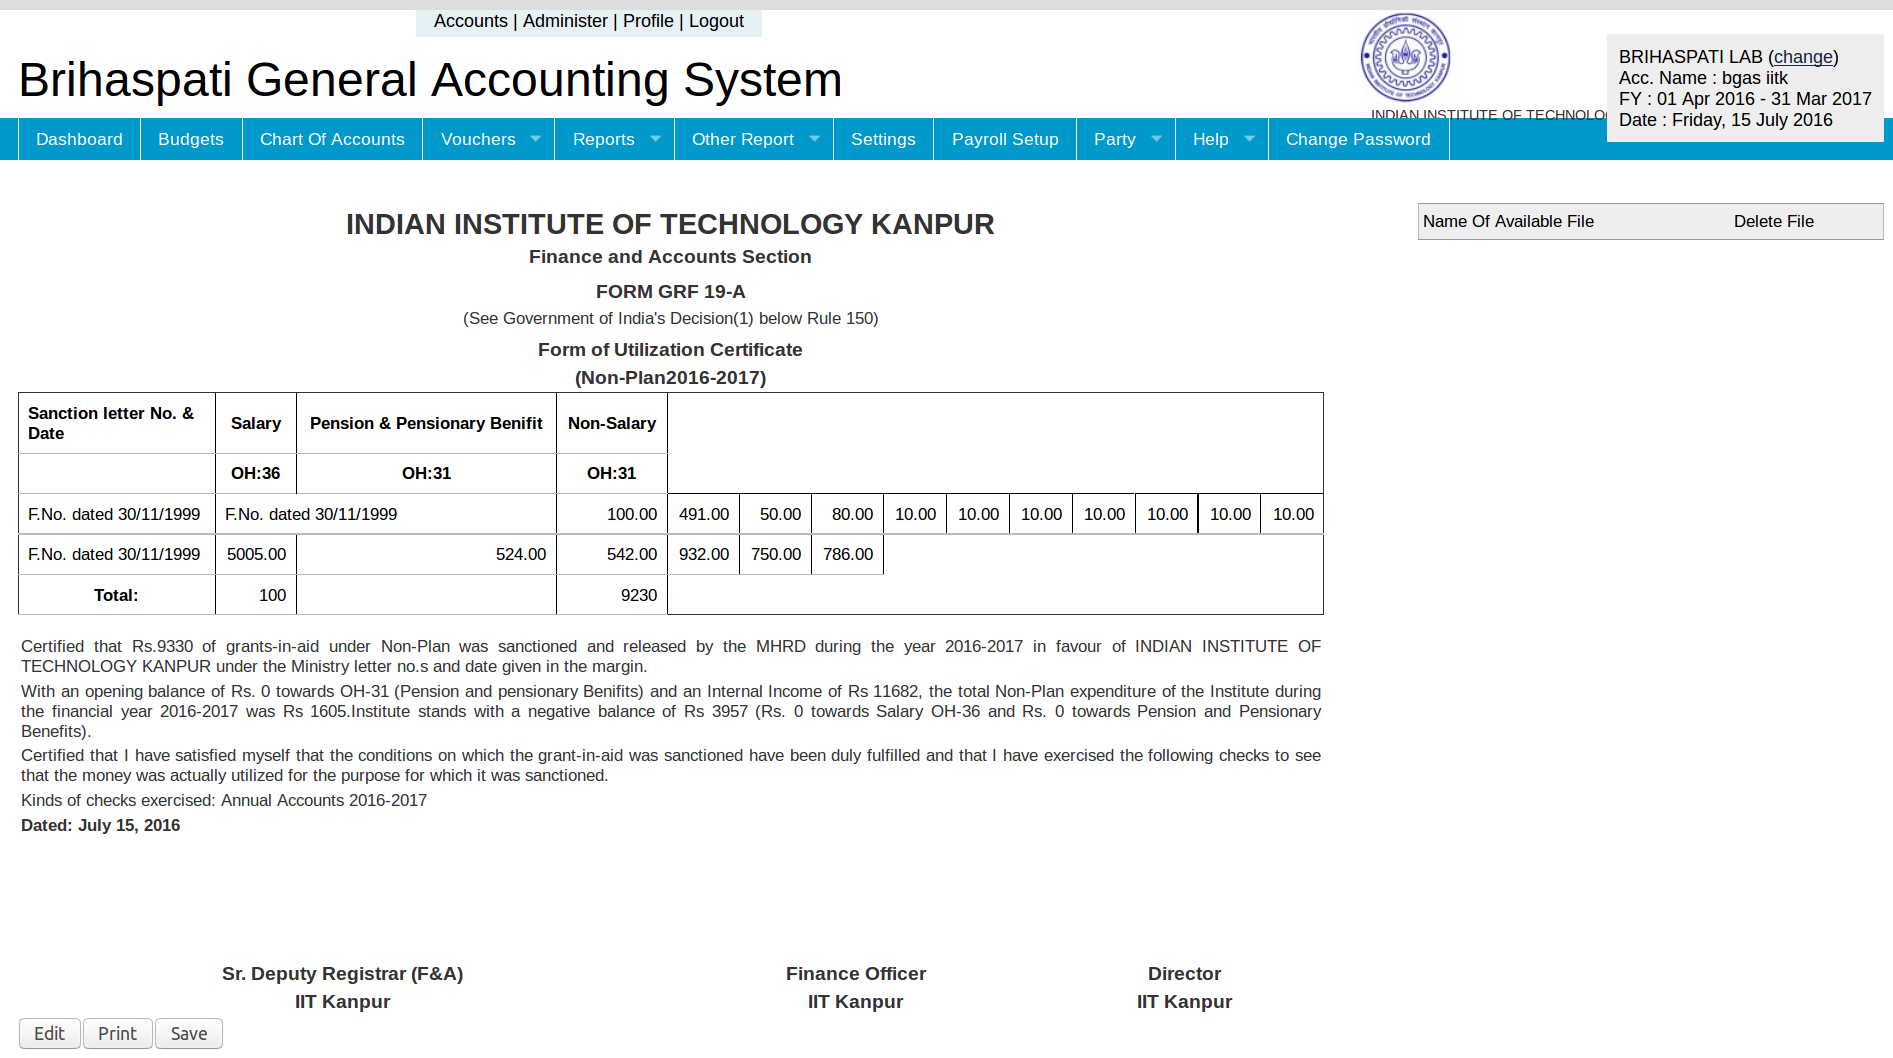 Accounts | Administer | Profile | Logout
Brihaspati General Accounting System
INDIAN INSTITUTE OF TECHNOLO
BRIHASPATI LAB (change)
Acc. Name : bgas iitk
FY : 01 Apr 2016 - 31 Mar 2017
Date : Friday, 15 July 2016
Dashboard Budgets Chart Of Accounts Vouchers Reports Other Report Settings Payroll Setup Party Help Change Password
INDIAN INSTITUTE OF TECHNOLOGY KANPUR
Finance and Accounts Section
FORM GRF 19-A
(See Government of India's Decision(1) below Rule 150)
Form of Utilization Certificate
(Non-Plan2016-2017)
Name Of Available File Delete File
Sanction letter No. & Date Salary Pension & Pensionary Benifit Non-Salary
OH:36 OH:31 OH:31
F.No. dated 30/11/1999 F.No. dated 30/11/1999 100.00 491.00 50.00 80.00 10.00 10.00 10.00 10.00 10.00 10.00 10.00
F.No. dated 30/11/1999 5005.00 524.00 542.00 932.00 750.00 786.00
Total: 100 9230
Certified that Rs.9330 of grants-in-aid under Non-Plan was sanctioned and released by the MHRD during the year 2016-2017 in favour of INDIAN INSTITUTE OF
TECHNOLOGY KANPUR under the Ministry letter no.s and date given in the margin.
With an opening balance of Rs. 0 towards OH-31 (Pension and pensionary Benifits) and an Internal Income of Rs 11682, the total Non-Plan expenditure of the Institute during
the financial year 2016-2017 was Rs 1605.Institute stands with a negative balance of Rs 3957 (Rs. 0 towards Salary OH-36 and Rs. 0 towards Pension and Pensionary
Benefits).
Certified that I have satisfied myself that the conditions on which the grant-in-aid was sanctioned have been duly fulfilled and that I have exercised the following checks to see
that the money was actually utilized for the purpose for which it was sanctioned.
Kinds of checks exercised: Annual Accounts 2016-2017
Dated: July 15, 2016
Sr. Deputy Registrar (F&A) Finance Officer Director
IIT Kanpur IIT Kanpur IIT Kanpur
Edit Print Save